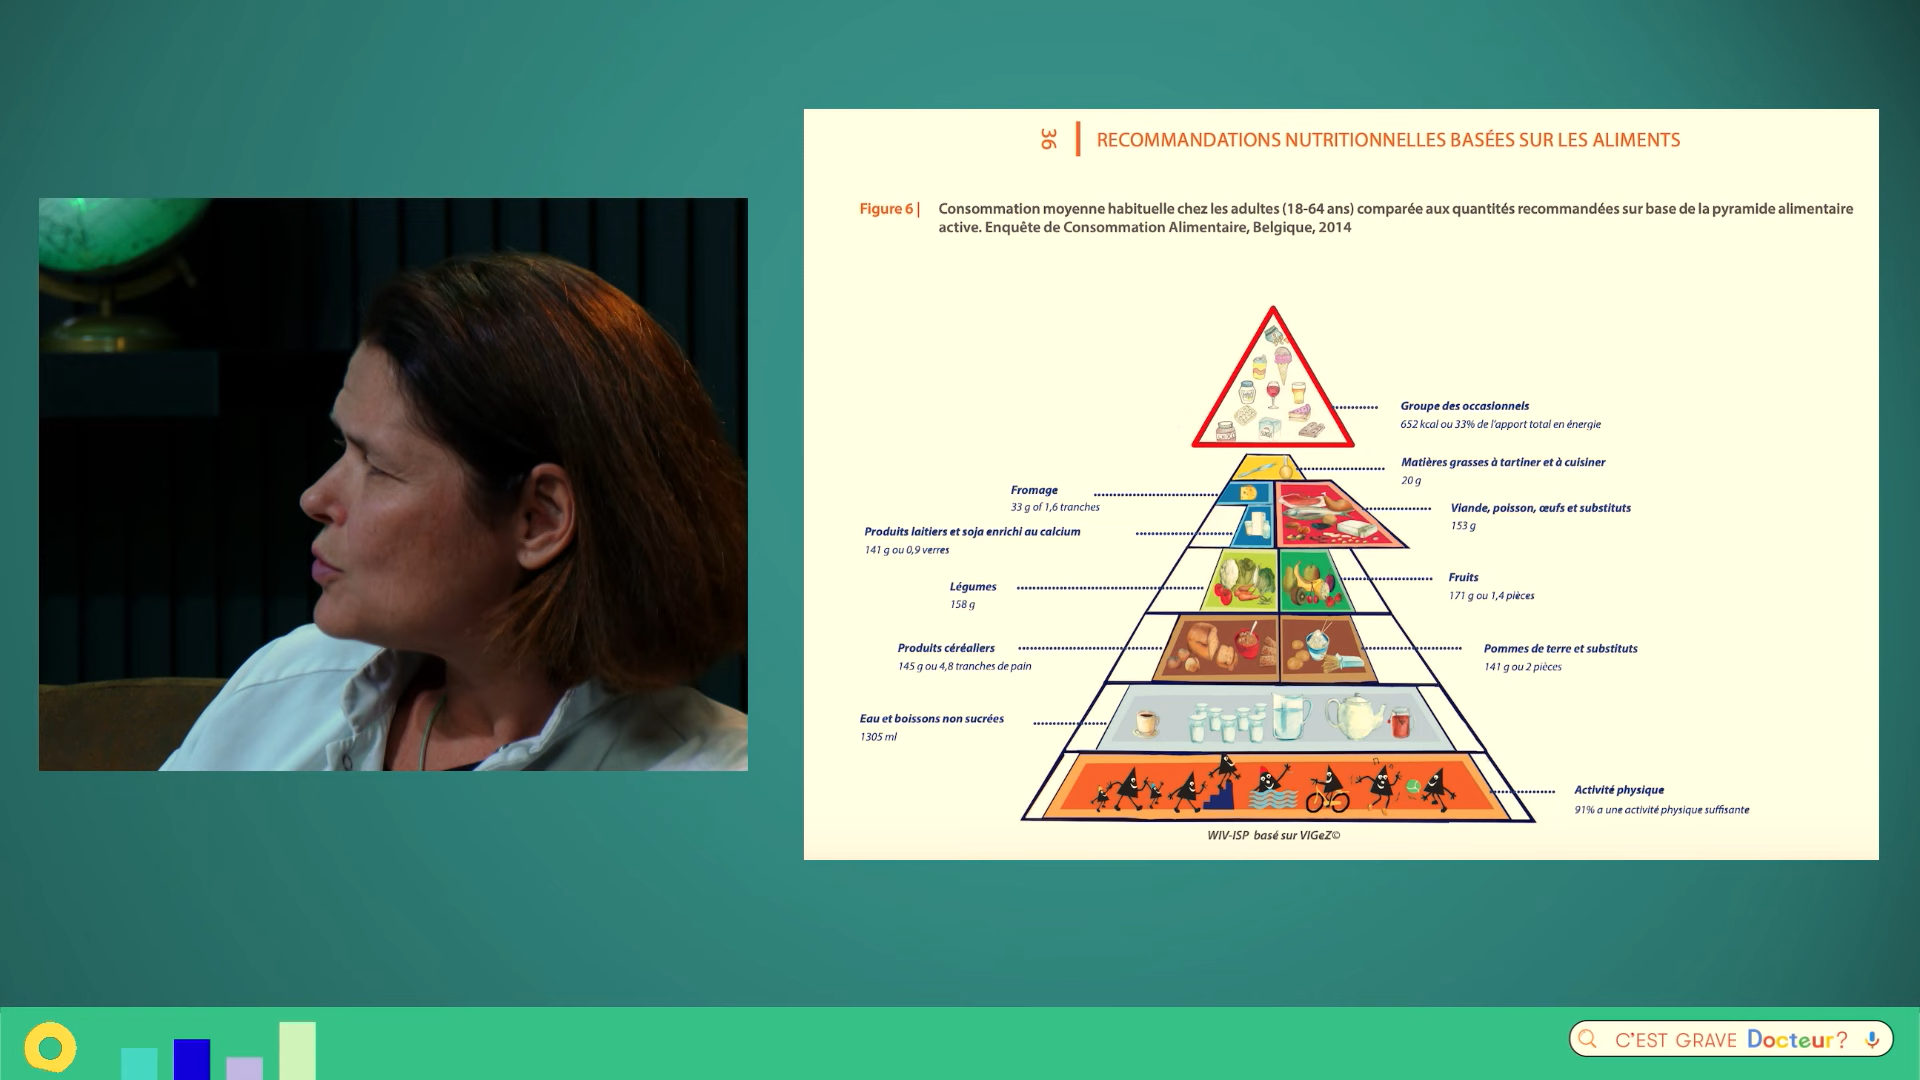 36
RECOMMANDATIONS NUTRITIONNELLES BASÉES SUR LES ALIMENTS
Figure 6 |
Consommation moyenne habituelle chez les adultes (18-64 ans) comparée aux quantités recommandées sur base de la pyramide alimentaire
active. Enquête de Consommation Alimentaire, Belgique, 2014
Groupe des occasionnels
652 kcal ou 33% de l'apport total en énergie
Matières grasses à tartiner et à cuisiner
20 g
Fromage
33 g of 1,6 tranches
Viande, poisson, œufs et substituts
153 g
Produits laitiers et soja enrichi au calcium
141 g ou 0,9 verres
Légumes
158 g
Fruits
171 g ou 1,4 pièces
Produits céréaliers
145 g ou 4,8 tranches de pain
Pommes de terre et substituts
141 g ou 2 pièces
Eau et boissons non sucrées
1305 ml
Activité physique
91% a une activité physique suffisante
WIV-ISP basé sur VIGeZ©
C'EST GRAVE Docteur?